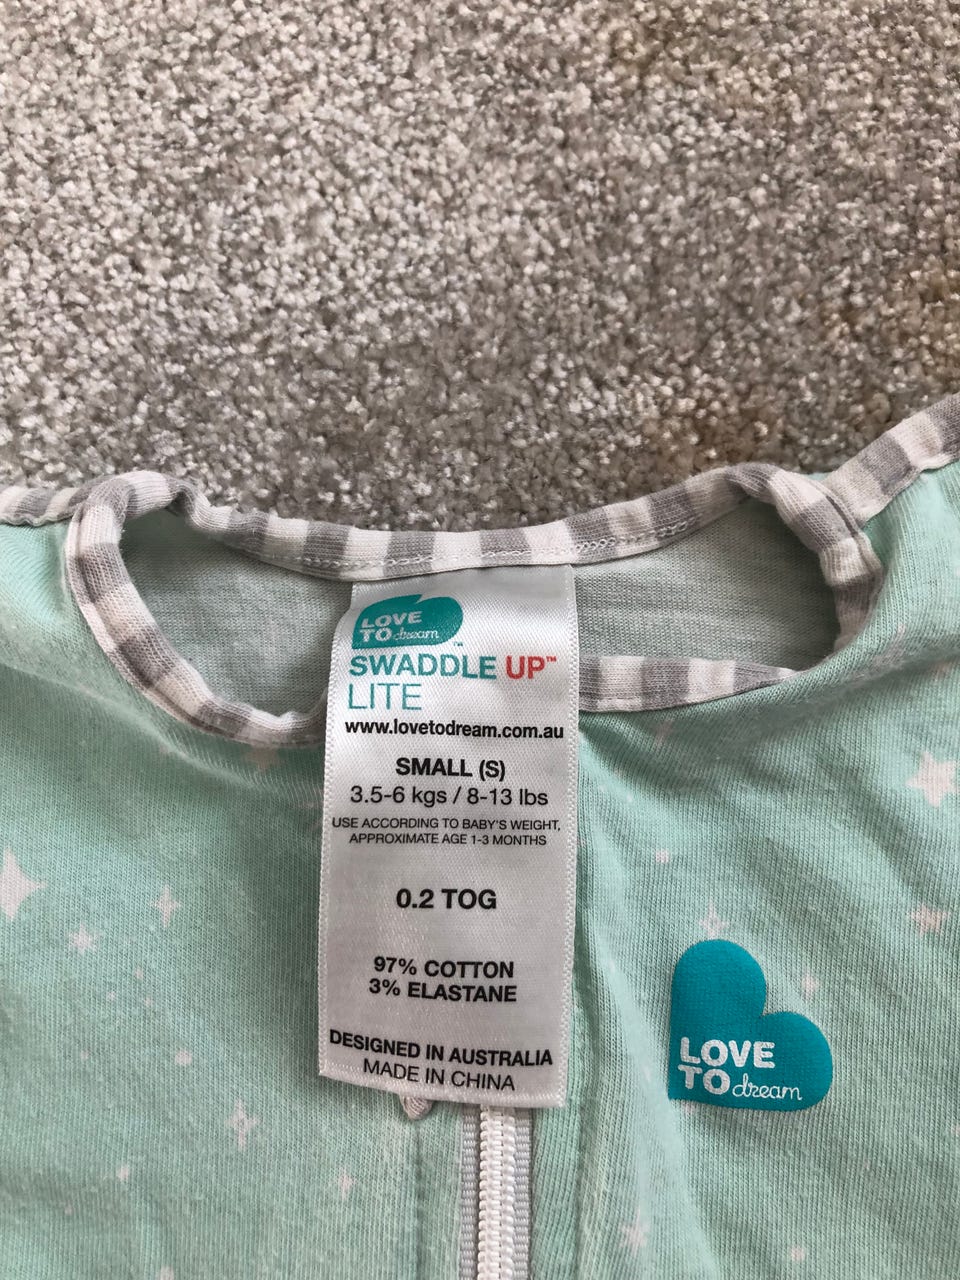 LOVE
TO dream™
SWADDLE UP™
LITE
www.lovetodream.com.au
SMALL (S)
3.5-6 kgs / 8-13 lbs
USE ACCORDING TO BABY'S WEIGHT,
APPROXIMATE AGE 1-3 MONTHS
0.2 TOG
97% COTTON
3% ELASTANE
DESIGNED IN AUSTRALIA
MADE IN CHINA
LOVE
TO dream